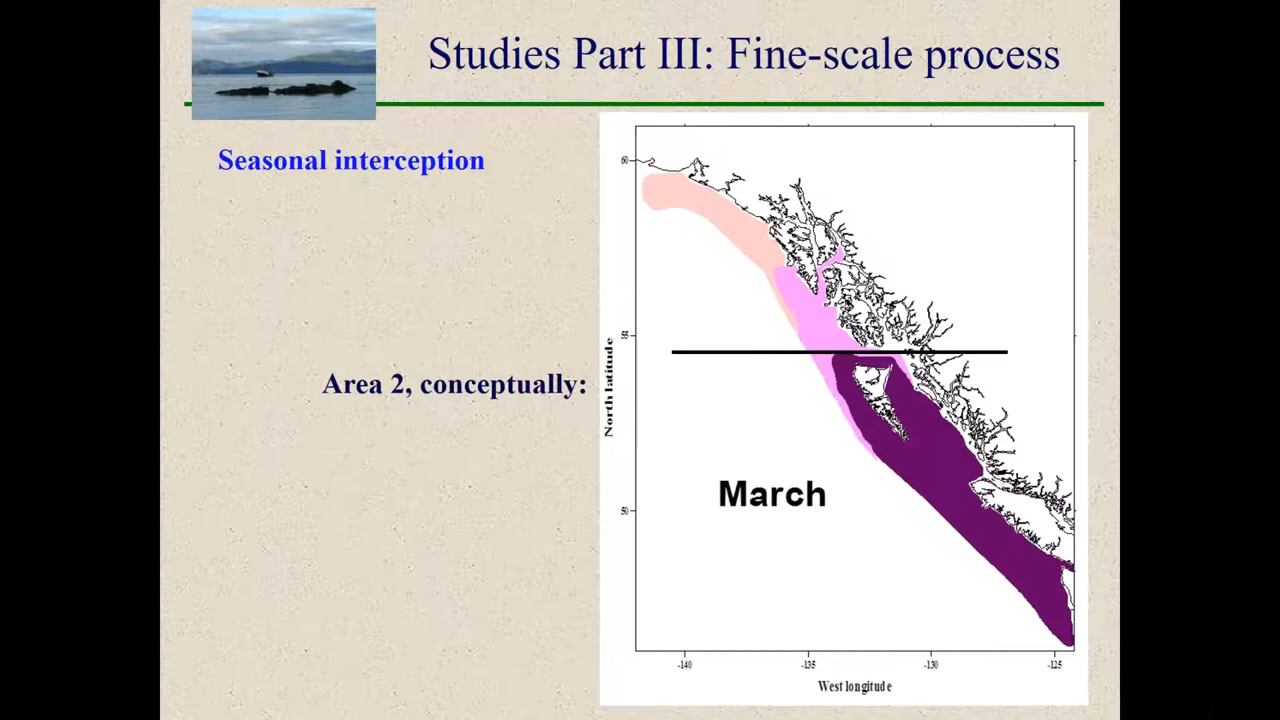 Studies Part III: Fine-scale process
Seasonal interception
Area 2, conceptually:
North latitude
60
55
50
March
-140
-135
-130
-125
West longitude